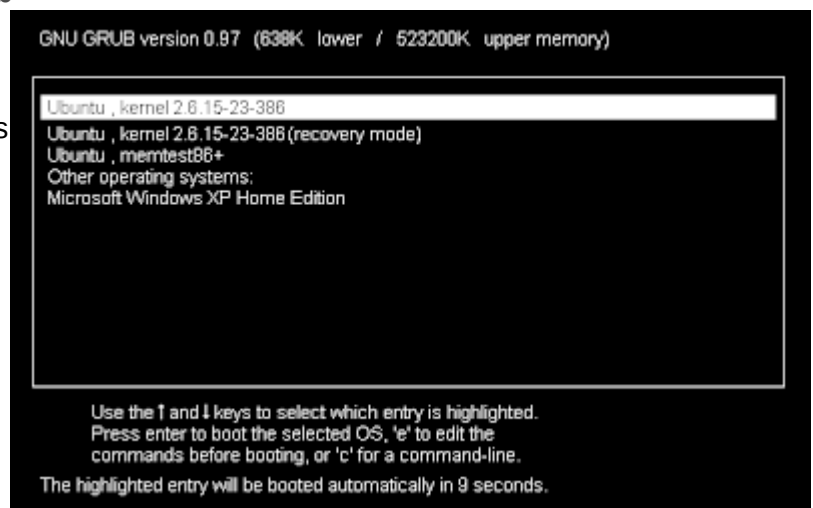 GNU GRUB version 0.97 (638K lower / 523200K upper memory)
Ubuntu , kernel 2.6.15-23-386
Ubuntu , kernel 2.6.15-23-386 (recovery mode)
Ubuntu , memtest86+
Other operating systems:
Microsoft Windows XP Home Edition
Use the ↑ and ↓ keys to select which entry is highlighted.
Press enter to boot the selected OS, 'e' to edit the
commands before booting, or 'c' for a command-line.
The highlighted entry will be booted automatically in 9 seconds.